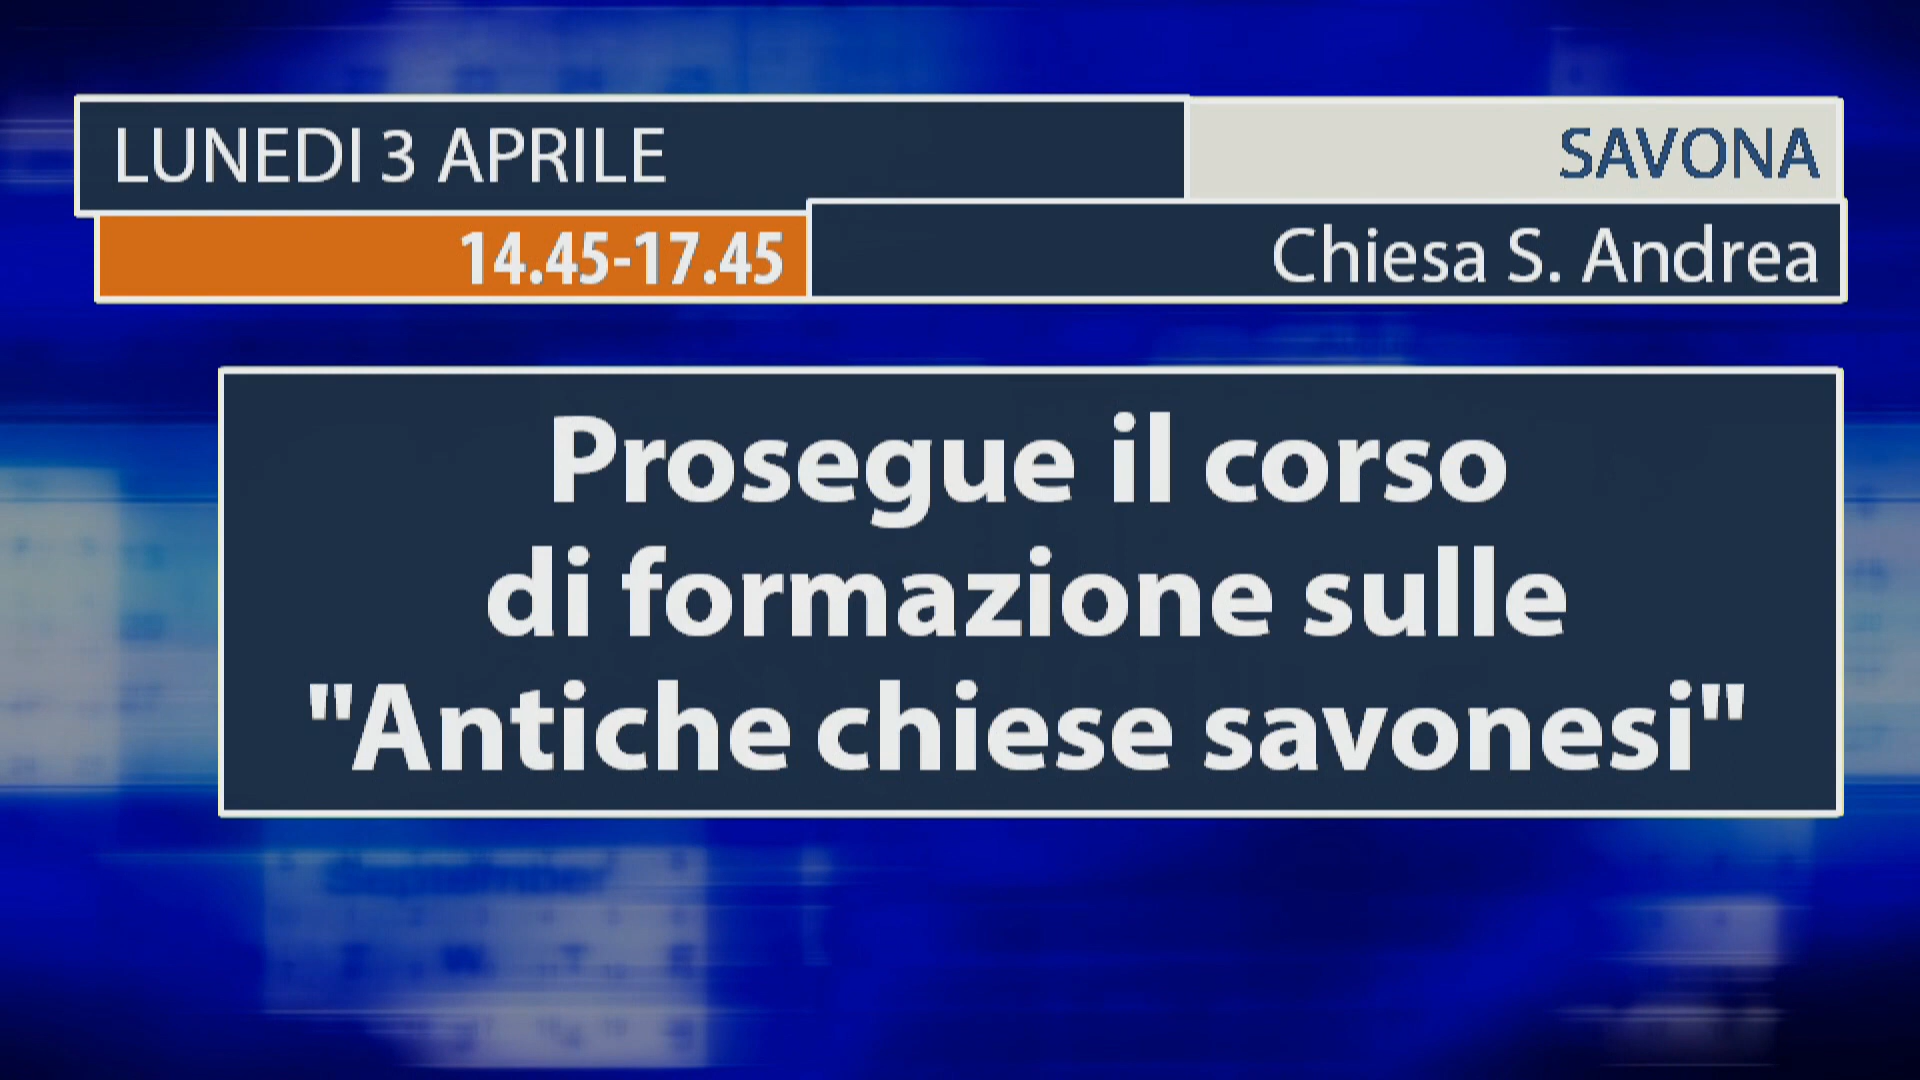 LUNEDI 3 APRILE
SAVONA
14.45-17.45
Chiesa S. Andrea
Prosegue il corso
di formazione sulle
"Antiche chiese savonesi"
September